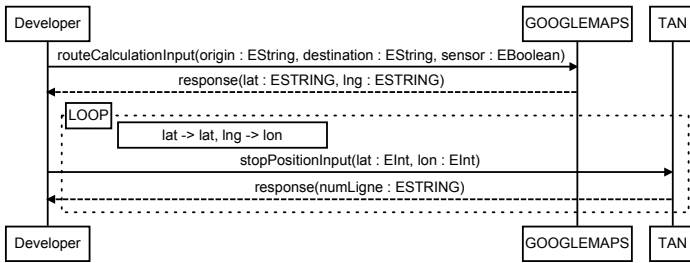 Developer
GOOGLEMAPS
TAN
routeCalculationInput(origin : EString, destination : EString, sensor : EBoolean)
response(lat : ESTRING, lng : ESTRING)
LOOP
lat -> lat, lng -> lon
stopPositionInput(lat : EInt, lon : EInt)
response(numLigne : ESTRING)
Developer
GOOGLEMAPS
TAN